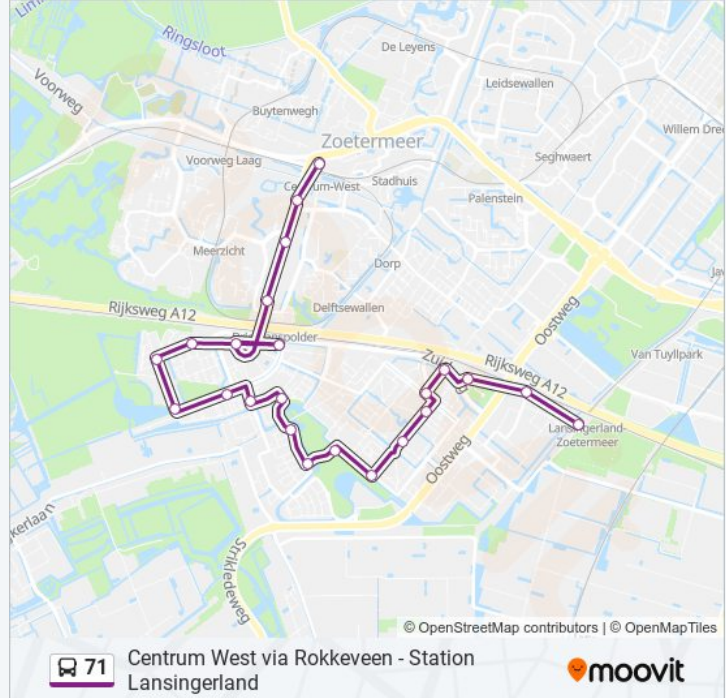 De Leyens
Ringsloot
Leidsewallen
Voorweg
Buytenwegh
Zoetermeer
Willem Dree
Voorweg Laag
Seghwaert
Centrum-West
Stadhuis
Palenstein
Meerzicht
Dorp
Delftsewallen
Rijksweg A12
Oostweg
Van Tuyllpark
Rijksweg A12
Lansingerland-
Zoetermeer
Oostweg
Strikledeweg
© OpenStreetMap contributors | © OpenMapTiles
71
Centrum West via Rokkeveen - Station
Lansingerland
moovit